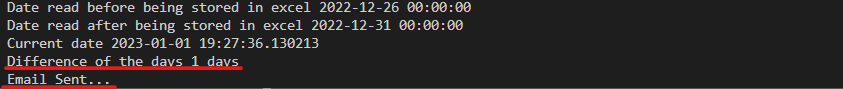 Date read before being stored in excel 2022-12-26 00:00:00
Date read after being stored in excel 2022-12-31 00:00:00
Current date 2023-01-01 19:27:36.130213
Difference of the days 1 days
Email Sent...